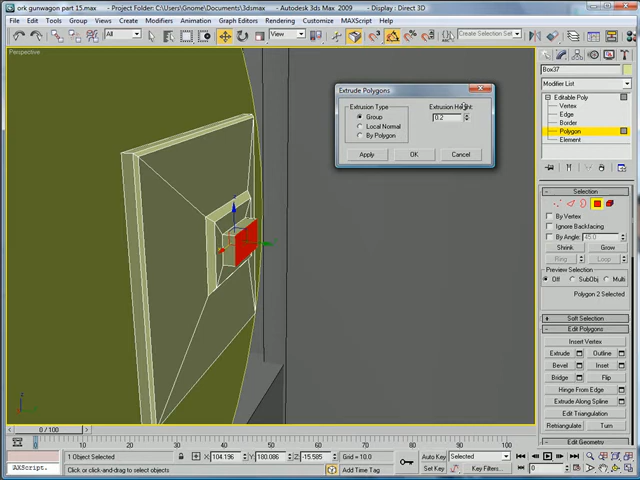 ork gunwagon part 15.max - Project Folder: C:\Users\Gnome\Documents\3dsmax - Autodesk 3ds Max 2009 - Display : Direct 3D
File Edit Tools Group Views Create Modifiers Animation Graph Editors Rendering Customize MAXScript Help
All View Create Selection Set
Perspective
Box37
Modifier List
Editable Poly
Vertex
Edge
Border
Polygon
Element
Extrude Polygons
Extrusion Type
Group
Local Normal
By Polygon
Extrusion Height:
0.2
Apply OK Cancel
Selection
By Vertex
Ignore Backfacing
By Angle: 45.0
Shrink Grow
Ring Loop
Preview Selection
Off SubObj Multi
Polygon 2 Selected
Soft Selection
Edit Polygons
Insert Vertex
Extrude Outline
Bevel Inset
Bridge Flip
Hinge From Edge
Extrude Along Spline
Edit Triangulation
Retriangulate Turn
Edit Geometry
0 / 100
0 10 20 30 40 50 60 70 80 90 100
1 Object Selected X: 104.196 Y: 180.086 Z: -15.585 Grid = 10.0 Auto Key Selected
AXScript. Click or click-and-drag to select objects Add Time Tag Set Key Key Filters... 0